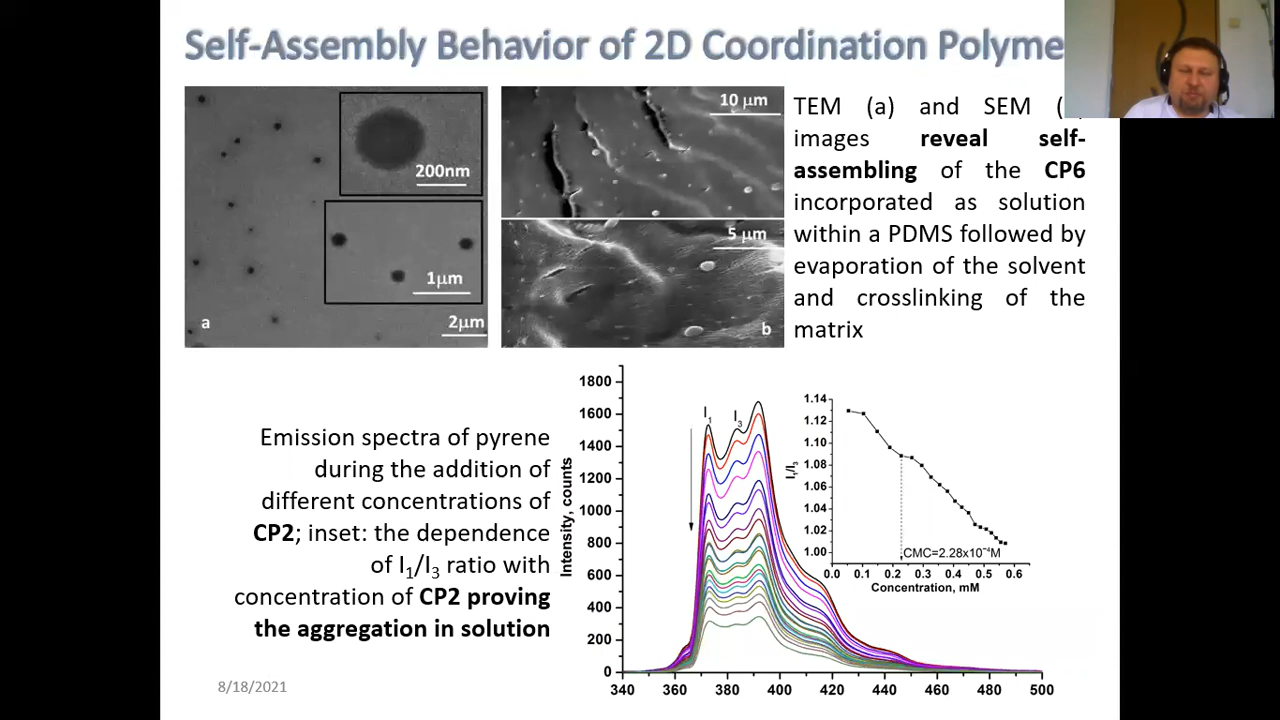 Self-Assembly Behavior of 2D Coordination Polyme
200nm
1µm
2µm
a
10 µm
5 µm
b
TEM (a) and SEM (
images reveal self-
assembling of the CP6
incorporated as solution
within a PDMS followed by
evaporation of the solvent
and crosslinking of the
matrix
Emission spectra of pyrene
during the addition of
different concentrations of
CP2; inset: the dependence
of I₁/I₃ ratio with
concentration of CP2 proving
the aggregation in solution
Intensity, counts
1800
1600
1400
1200
1000
800
600
400
200
0
340 360 380 400 420 440 460 480 500
I₁
I₃
I₁/I₃
1.14
1.10
1.08
1.06
1.04
1.02
1.00
CMC=2.28x10⁻⁴M
0.0 0.1 0.2 0.3 0.4 0.5 0.6
Concentration, mM
8/18/2021